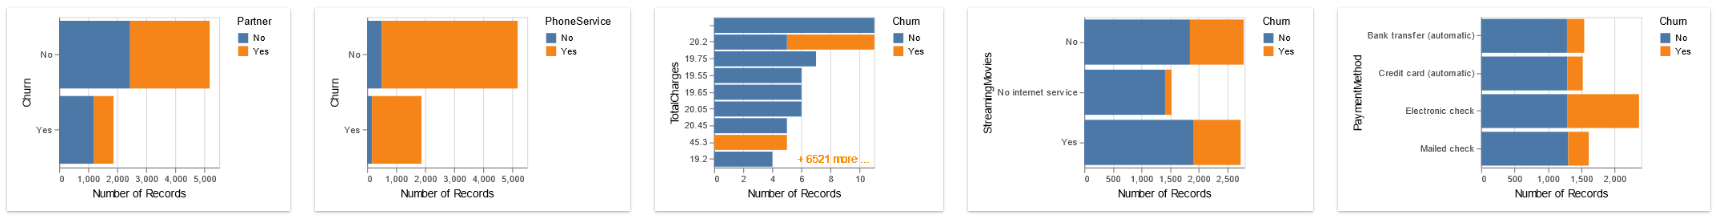 Partner
No
Yes
Churn
No
Yes
0 1,000 2,000 3,000 4,000 5,000
Number of Records
PhoneService
No
Yes
Churn
No
Yes
0 1,000 2,000 3,000 4,000 5,000
Number of Records
Churn
No
Yes
TotalCharges
20.2
19.75
19.55
19.65
20.05
20.45
45.3
19.2
+ 6521 more ...
0 2 4 6 8 10
Number of Records
Churn
No
Yes
StreamingMovies
No
No internet service
Yes
0 500 1,000 1,500 2,000 2,500
Number of Records
Churn
No
Yes
PaymentMethod
Bank transfer (automatic)
Credit card (automatic)
Electronic check
Mailed check
0 500 1,000 1,500 2,000
Number of Records